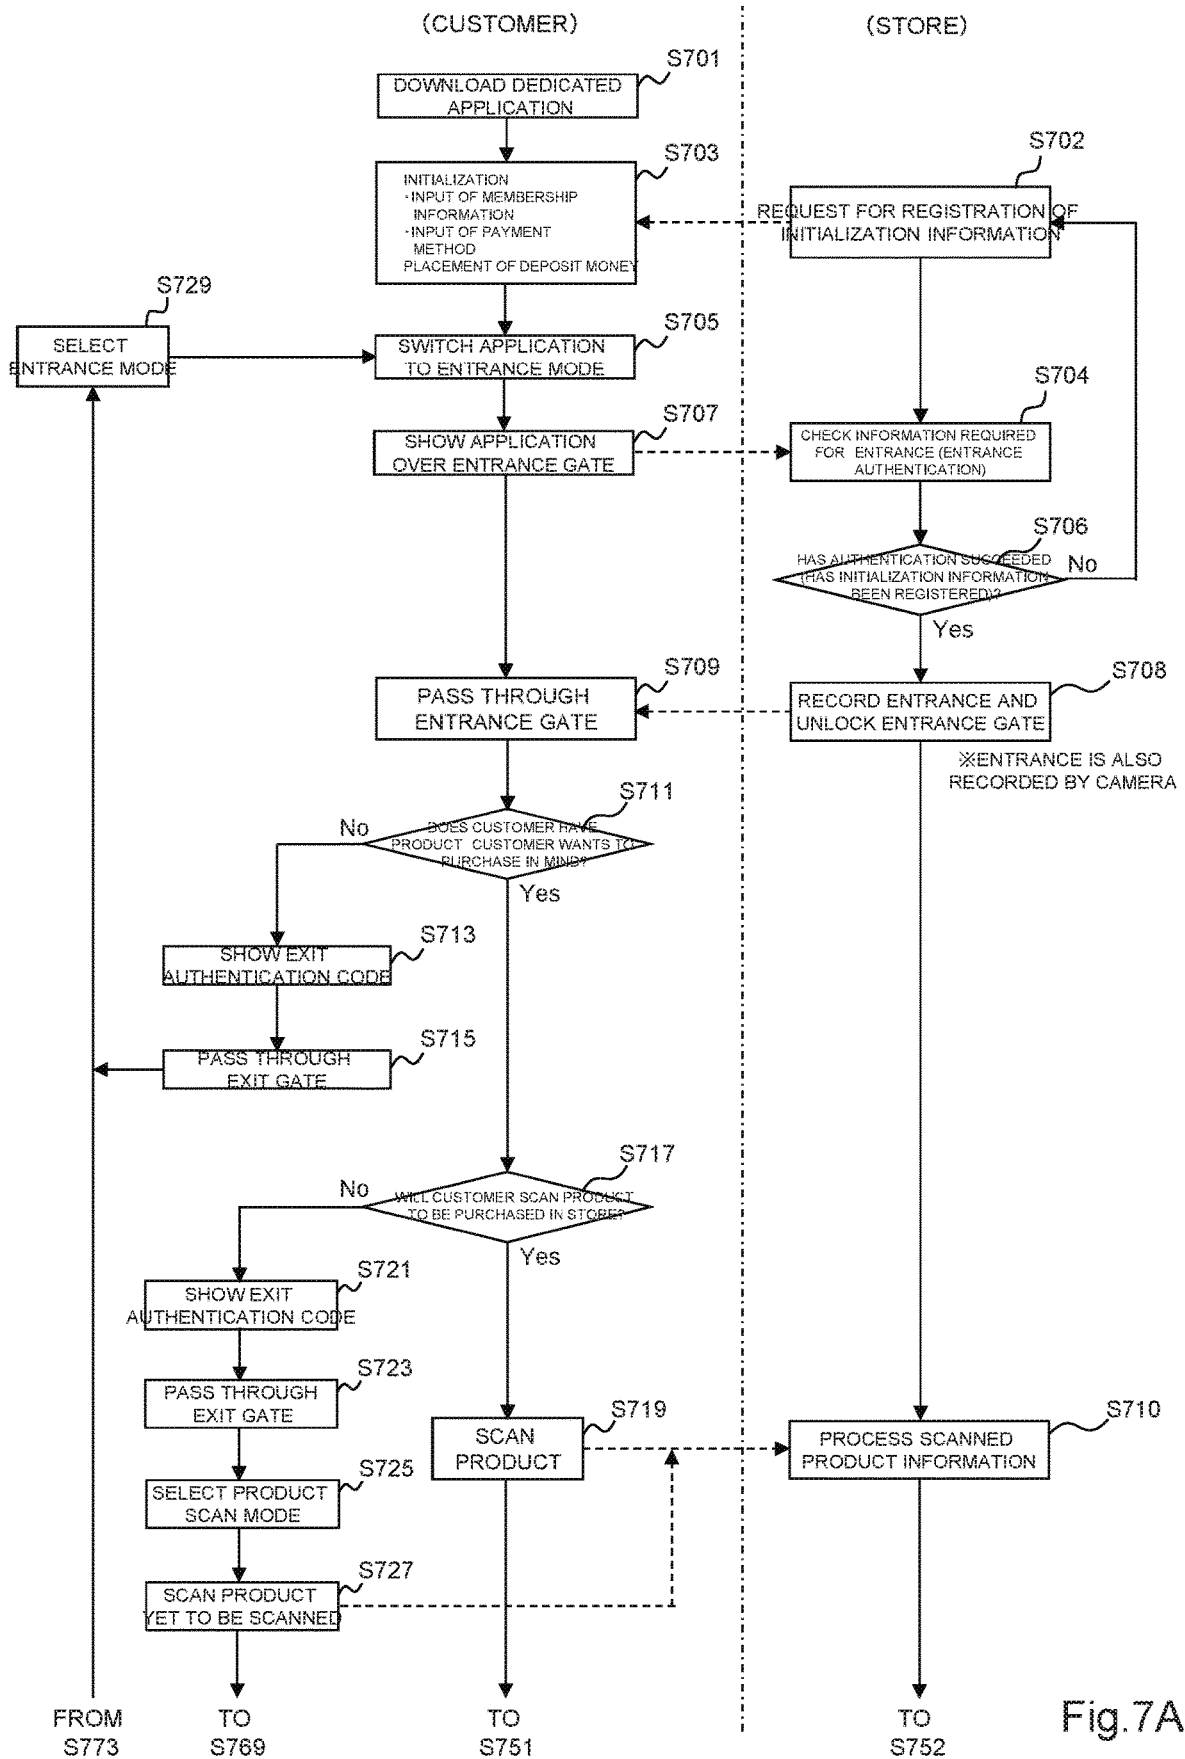 (CUSTOMER)
(STORE)
S701
DOWNLOAD DEDICATED
APPLICATION
S703
INITIALIZATION
・INPUT OF MEMBERSHIP
INFORMATION
・INPUT OF PAYMENT
METHOD
PLACEMENT OF DEPOSIT MONEY
S702
REQUEST FOR REGISTRATION OF
INITIALIZATION INFORMATION
S729
SELECT
ENTRANCE MODE
S705
SWITCH APPLICATION
TO ENTRANCE MODE
S707
SHOW APPLICATION
OVER ENTRANCE GATE
S704
CHECK INFORMATION REQUIRED
FOR ENTRANCE (ENTRANCE
AUTHENTICATION)
S706
HAS AUTHENTICATION SUCCEEDED
(HAS INITIALIZATION INFORMATION
BEEN REGISTERED)?
No
Yes
S709
PASS THROUGH
ENTRANCE GATE
S708
RECORD ENTRANCE AND
UNLOCK ENTRANCE GATE
※ENTRANCE IS ALSO
RECORDED BY CAMERA
S711
DOES CUSTOMER HAVE
PRODUCT CUSTOMER WANTS TO
PURCHASE IN MIND?
No
Yes
S713
SHOW EXIT
AUTHENTICATION CODE
S715
PASS THROUGH
EXIT GATE
S717
WILL CUSTOMER SCAN PRODUCT
TO BE PURCHASED IN STORE?
No
Yes
S721
SHOW EXIT
AUTHENTICATION CODE
S723
PASS THROUGH
EXIT GATE
S719
SCAN
PRODUCT
S710
PROCESS SCANNED
PRODUCT INFORMATION
S725
SELECT PRODUCT
SCAN MODE
S727
SCAN PRODUCT
YET TO BE SCANNED
FROM
S773
TO
S769
TO
S751
TO
S752
Fig.7A